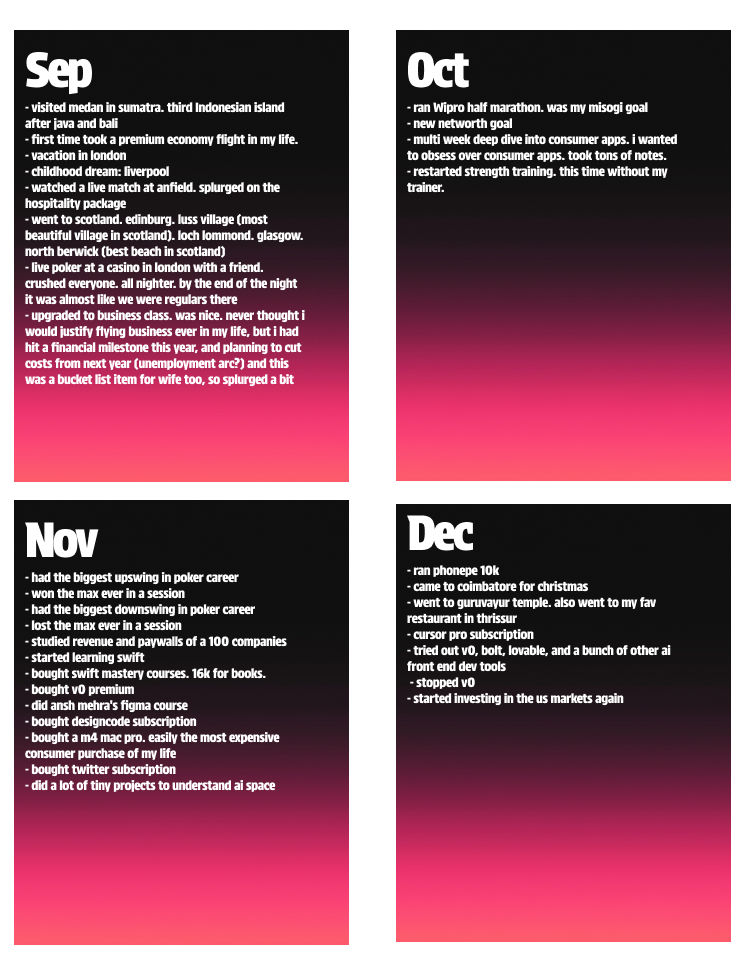 Sep
- visited medan in sumatra. third Indonesian island
after java and bali
- first time took a premium economy flight in my life.
- vacation in london
- childhood dream: liverpool
- watched a live match at anfield. splurged on the
hospitality package
- went to scotland. edinburg. luss village (most
beautiful village in scotland). loch lommond. glasgow.
north berwick (best beach in scotland)
- live poker at a casino in london with a friend.
crushed everyone. all nighter. by the end of the night
it was almost like we were regulars there
- upgraded to business class. was nice. never thought i
would justify flying business ever in my life, but i had
hit a financial milestone this year, and planning to cut
costs from next year (unemployment arc?) and this
was a bucket list item for wife too, so splurged a bit
Oct
- ran Wipro half marathon. was my misogi goal
- new networth goal
- multi week deep dive into consumer apps. i wanted
to obsess over consumer apps. took tons of notes.
- restarted strength training. this time without my
trainer.
Nov
- had the biggest upswing in poker career
- won the max ever in a session
- had the biggest downswing in poker career
- lost the max ever in a session
- studied revenue and paywalls of a 100 companies
- started learning swift
- bought swift mastery courses. 16k for books.
- bought v0 premium
- did ansh mehra's figma course
- bought designcode subscription
- bought a m4 mac pro. easily the most expensive
consumer purchase of my life
- bought twitter subscription
- did a lot of tiny projects to understand ai space
Dec
- ran phonepe 10k
- came to coimbatore for christmas
- went to guruvayur temple. also went to my fav
restaurant in thrissur
- cursor pro subscription
- tried out v0, bolt, lovable, and a bunch of other ai
front end dev tools
- stopped v0
- started investing in the us markets again